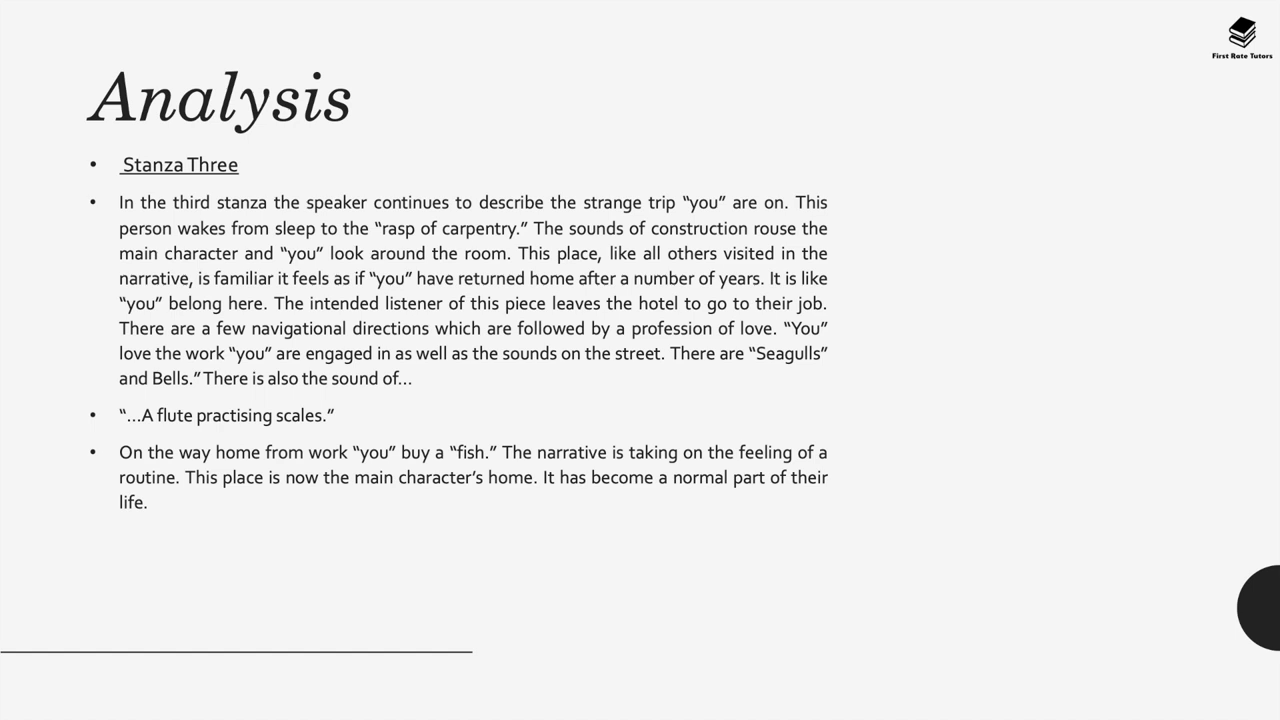 First Rate Tutors
Analysis
• Stanza Three
• In the third stanza the speaker continues to describe the strange trip “you” are on. This
person wakes from sleep to the “rasp of carpentry.” The sounds of construction rouse the
main character and “you” look around the room. This place, like all others visited in the
narrative, is familiar it feels as if “you” have returned home after a number of years. It is like
“you” belong here. The intended listener of this piece leaves the hotel to go to their job.
There are a few navigational directions which are followed by a profession of love. “You”
love the work “you” are engaged in as well as the sounds on the street. There are “Seagulls”
and Bells.” There is also the sound of…
• “…A flute practising scales.”
• On the way home from work “you” buy a “fish.” The narrative is taking on the feeling of a
routine. This place is now the main character’s home. It has become a normal part of their
life.